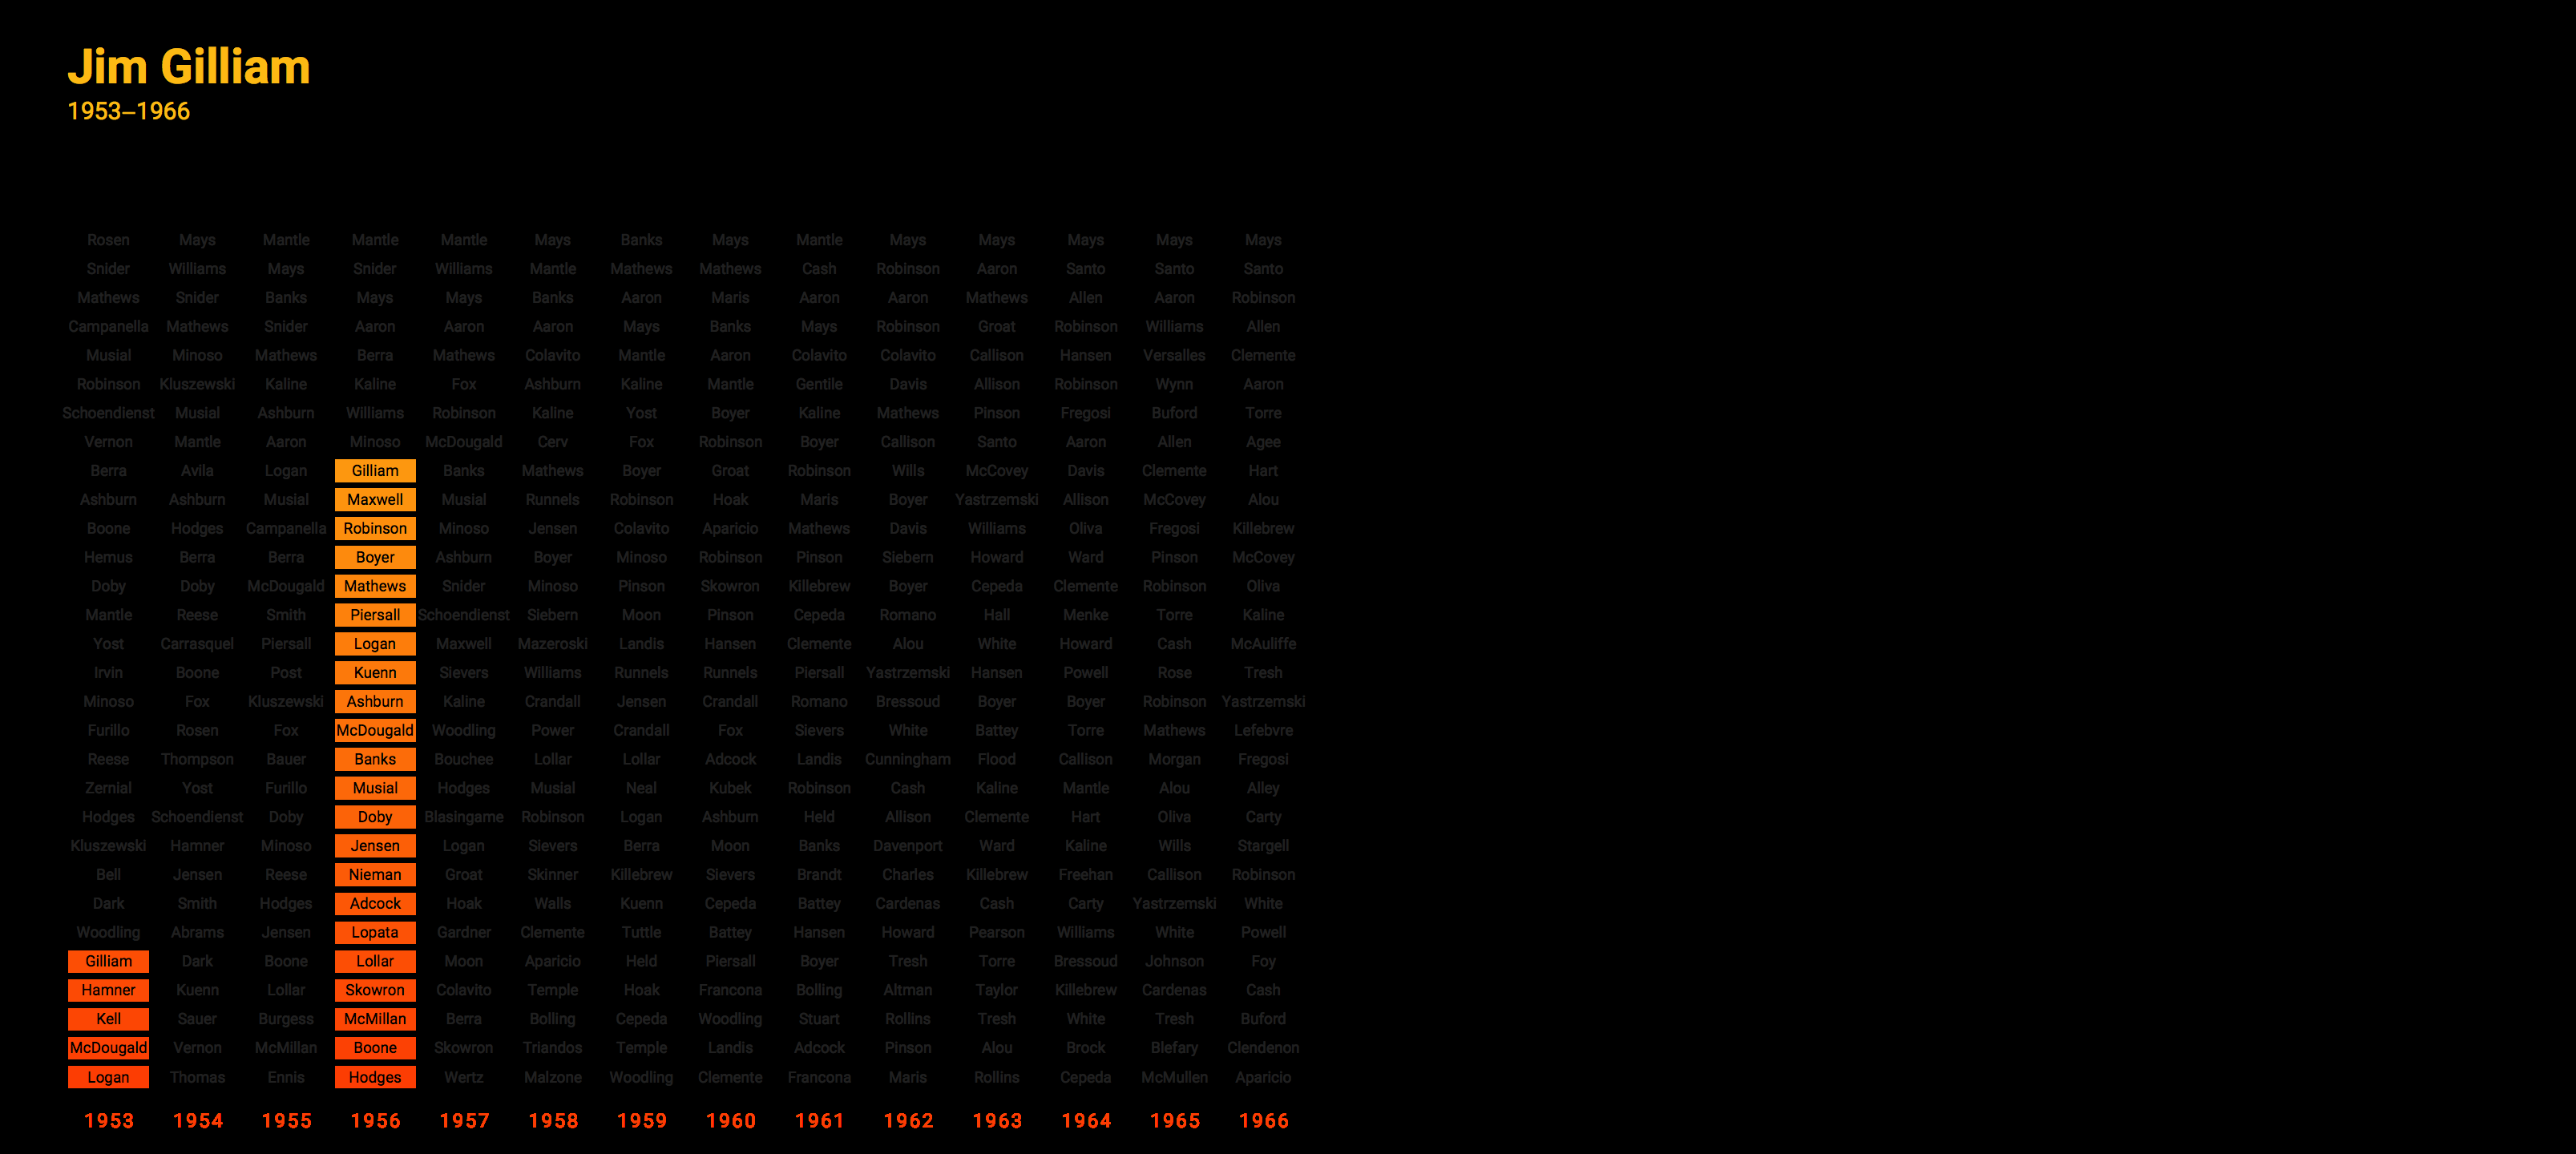 Jim Gilliam
1953–1966
Rosen Mays Mantle Mantle Mantle Mays Banks Mays Mantle Mays Mays Mays Mays Mays
Snider Williams Mays Snider Williams Mantle Mathews Mathews Cash Robinson Aaron Santo Santo Santo
Mathews Snider Banks Mays Mays Banks Aaron Maris Aaron Aaron Mathews Allen Aaron Robinson
Campanella Mathews Snider Aaron Aaron Aaron Mays Banks Mays Robinson Groat Robinson Williams Allen
Musial Minoso Mathews Berra Mathews Colavito Mantle Aaron Colavito Colavito Callison Hansen Versalles Clemente
Robinson Kluszewski Kaline Kaline Fox Ashburn Kaline Mantle Gentile Davis Allison Robinson Wynn Aaron
Schoendienst Musial Ashburn Williams Robinson Kaline Yost Boyer Kaline Mathews Pinson Fregosi Buford Torre
Vernon Mantle Aaron Minoso McDougald Cerv Fox Robinson Boyer Callison Santo Aaron Allen Agee
Berra Avila Logan Gilliam Banks Mathews Boyer Groat Robinson Wills McCovey Davis Clemente Hart
Ashburn Ashburn Musial Maxwell Musial Runnels Robinson Hoak Maris Boyer Yastrzemski Allison McCovey Alou
Boone Hodges Campanella Robinson Minoso Jensen Colavito Aparicio Mathews Davis Williams Oliva Fregosi Killebrew
Hemus Berra Berra Boyer Ashburn Boyer Minoso Robinson Pinson Siebern Howard Ward Pinson McCovey
Doby Doby McDougald Mathews Snider Minoso Pinson Skowron Killebrew Boyer Cepeda Clemente Robinson Oliva
Mantle Reese Smith Piersall Schoendienst Siebern Moon Pinson Cepeda Romano Hall Menke Torre Kaline
Yost Carrasquel Piersall Logan Maxwell Mazeroski Landis Hansen Clemente Alou White Howard Cash McAuliffe
Irvin Boone Post Kuenn Sievers Williams Runnels Runnels Piersall Yastrzemski Hansen Powell Rose Tresh
Minoso Fox Kluszewski Ashburn Kaline Crandall Jensen Crandall Romano Bressoud Boyer Boyer Robinson Yastrzemski
Furillo Rosen Fox McDougald Woodling Power Crandall Fox Sievers White Battey Torre Mathews Lefebvre
Reese Thompson Bauer Banks Bouchee Lollar Lollar Adcock Landis Cunningham Flood Callison Morgan Fregosi
Zernial Yost Furillo Musial Hodges Musial Neal Kubek Robinson Cash Kaline Mantle Alou Alley
Hodges Schoendienst Doby Doby Blasingame Robinson Logan Ashburn Held Allison Clemente Hart Oliva Carty
Kluszewski Hamner Minoso Jensen Logan Sievers Berra Moon Banks Davenport Ward Kaline Wills Stargell
Bell Jensen Reese Nieman Groat Skinner Killebrew Sievers Brandt Charles Killebrew Freehan Callison Robinson
Dark Smith Hodges Adcock Hoak Walls Kuenn Cepeda Battey Cardenas Cash Carty Yastrzemski White
Woodling Abrams Jensen Lopata Gardner Clemente Tuttle Battey Hansen Howard Pearson Williams White Powell
Gilliam Dark Boone Lollar Moon Aparicio Held Piersall Boyer Tresh Torre Bressoud Johnson Foy
Hamner Kuenn Lollar Skowron Colavito Temple Hoak Francona Bolling Altman Taylor Killebrew Cardenas Cash
Kell Sauer Burgess McMillan Berra Bolling Cepeda Woodling Stuart Rollins Tresh White Tresh Buford
McDougald Vernon McMillan Boone Skowron Triandos Temple Landis Adcock Pinson Alou Brock Blefary Clendenon
Logan Thomas Ennis Hodges Wertz Malzone Woodling Clemente Francona Maris Rollins Cepeda McMullen Aparicio
1953 1954 1955 1956 1957 1958 1959 1960 1961 1962 1963 1964 1965 1966